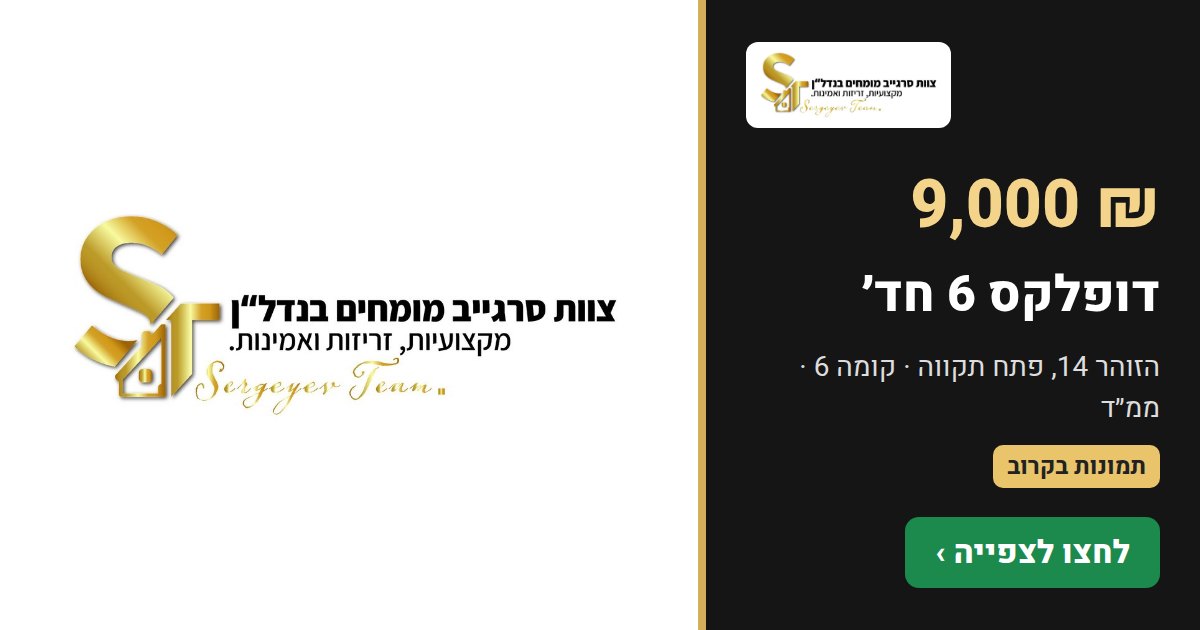 צוות סרגייב מומחים בנדל"ן
מקצועיות, זריזות ואמינות.
Sergeyev Team
צוות סרגייב מומחים בנדל"ן
מקצועיות, זריזות ואמינות.
Sergeyev Team
9,000 ₪
דופלקס 6 חד׳
הזוהר 14, פתח תקווה · קומה 6 ·
ממ״ד
תמונות בקרוב
לחצו לצפייה ›